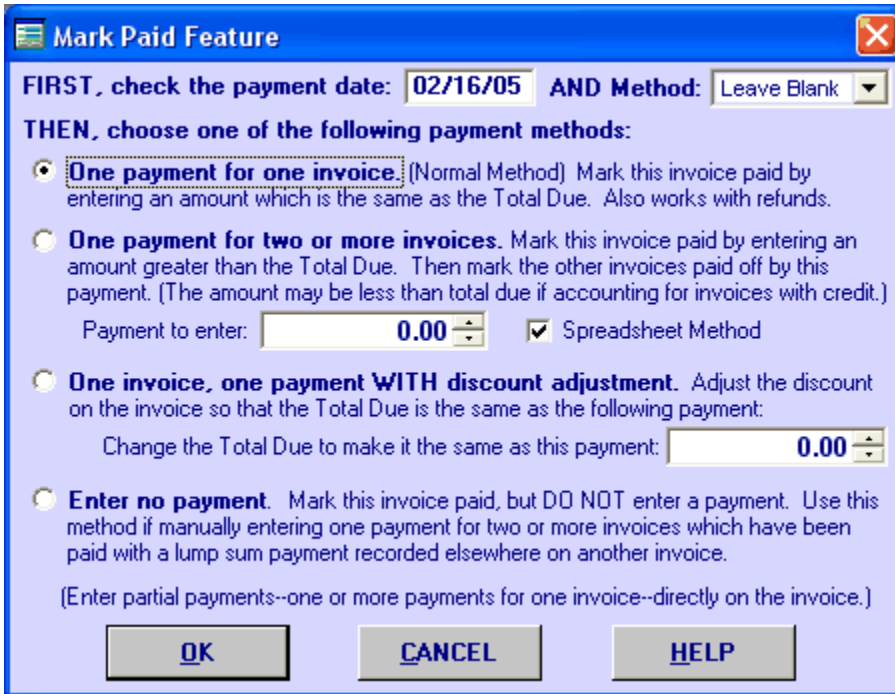 Mark Paid Feature
FIRST, check the payment date: 02/16/05 AND Method: Leave Blank
THEN, choose one of the following payment methods:
One payment for one invoice. (Normal Method) Mark this invoice paid by
entering an amount which is the same as the Total Due. Also works with refunds.
One payment for two or more invoices. Mark this invoice paid by entering an
amount greater than the Total Due. Then mark the other invoices paid off by this
payment. (The amount may be less than total due if accounting for invoices with credit.)
Payment to enter: 0.00 Spreadsheet Method
One invoice, one payment WITH discount adjustment. Adjust the discount
on the invoice so that the Total Due is the same as the following payment:
Change the Total Due to make it the same as this payment: 0.00
Enter no payment. Mark this invoice paid, but DO NOT enter a payment. Use this
method if manually entering one payment for two or more invoices which have been
paid with a lump sum payment recorded elsewhere on another invoice.
(Enter partial payments--one or more payments for one invoice--directly on the invoice.)
OK CANCEL HELP